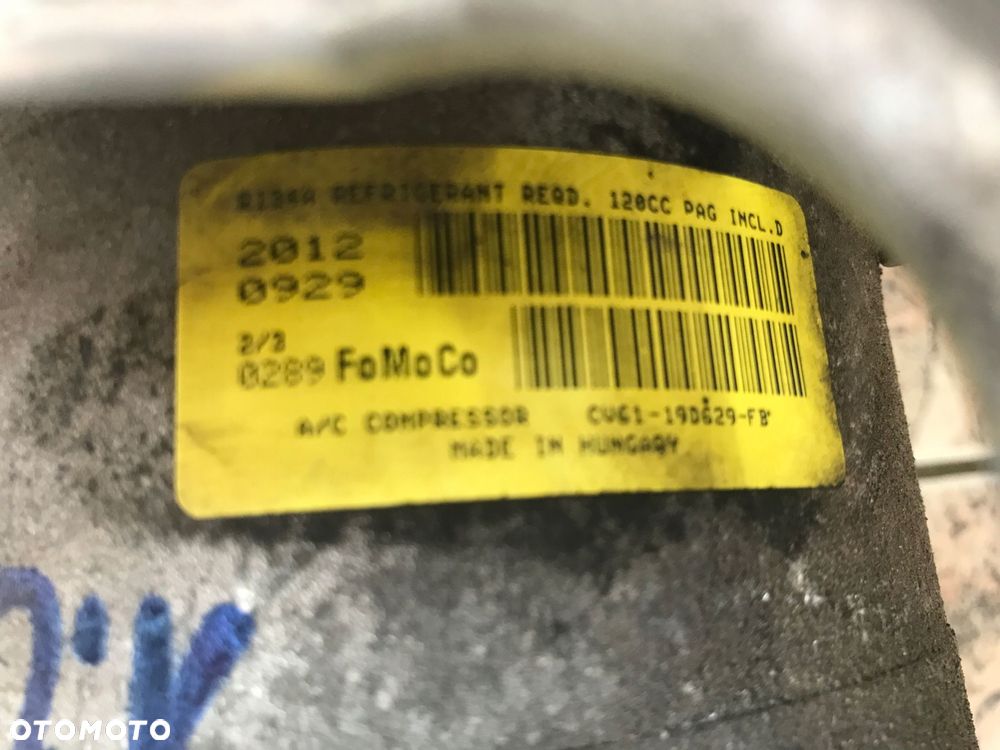 R134A REFRIGERANT REQD. 120CC PAG INCL.D
2012
0929
2/3
0289 FoMoCo
A/C COMPRESSOR CV61-19D629-FB
MADE IN HUNGARY
OTOMOTO